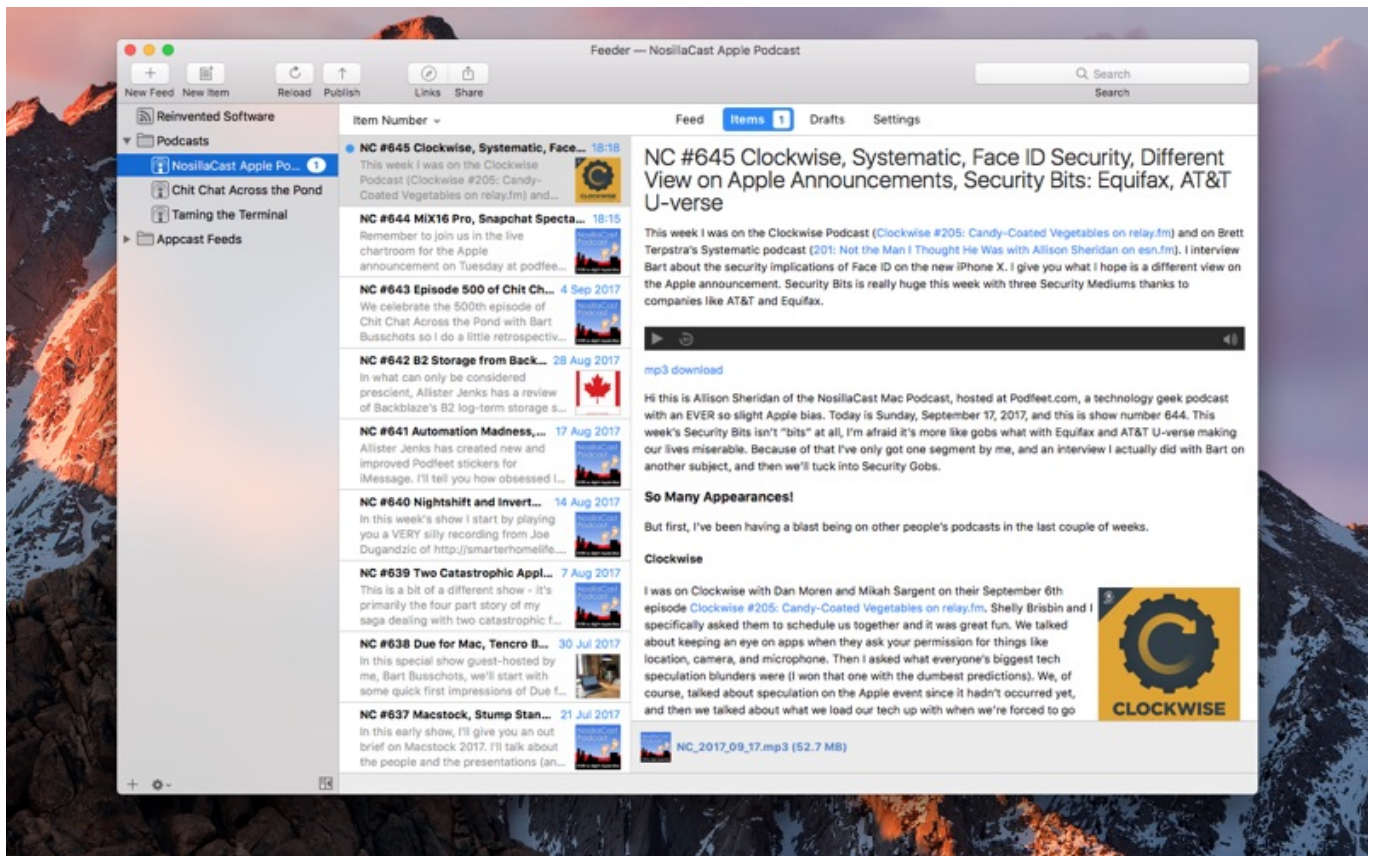 Feeder — NosillaCast Apple Podcast
New Feed New Item Reload Publish Links Share
Search
Search
Reinvented Software
Podcasts
NosillaCast Apple Po... 1
Chit Chat Across the Pond
Taming the Terminal
Appcast Feeds
Item Number
Feed Items 1 Drafts Settings
NC #645 Clockwise, Systematic, Face... 18:18
This week I was on the Clockwise
Podcast (Clockwise #205: Candy-
Coated Vegetables on relay.fm) and...
CLOCKWISE
NC #644 MiX16 Pro, Snapchat Specta... 18:15
Remember to join us in the live
chartroom for the Apple
announcement on Tuesday at podfee...
NosillaCast
Podcast
NC #643 Episode 500 of Chit Ch... 4 Sep 2017
We celebrate the 500th episode of
Chit Chat Across the Pond with Bart
Busschots so I do a little retrospectiv...
NosillaCast
Podcast
NC #642 B2 Storage from Back... 28 Aug 2017
In what can only be considered
prescient, Allister Jenks has a review
of Backblaze's B2 log-term storage s...
NC #641 Automation Madness,... 17 Aug 2017
Allister Jenks has created new and
improved Podfeet stickers for
iMessage. I'll tell you how obsessed I...
NosillaCast
Podcast
NC #640 Nightshift and Invert... 14 Aug 2017
In this week's show I start by playing
you a VERY silly recording from Joe
Dugandzic of http://smarterhomelife....
NosillaCast
Podcast
NC #639 Two Catastrophic Appl... 7 Aug 2017
This is a bit of a different show - it's
primarily the four part story of my
saga dealing with two catastrophic f...
NosillaCast
Podcast
NC #638 Due for Mac, Tencro B... 30 Jul 2017
In this special show guest-hosted by
me, Bart Busschots, we'll start with
some quick first impressions of Due f...
NC #637 Macstock, Stump Stan... 21 Jul 2017
In this early show, I'll give you an out
brief on Macstock 2017. I'll talk about
the people and the presentations (an...
NosillaCast
Podcast
NC #645 Clockwise, Systematic, Face ID Security, Different
View on Apple Announcements, Security Bits: Equifax, AT&T
U-verse
This week I was on the Clockwise Podcast (Clockwise #205: Candy-Coated Vegetables on relay.fm) and on Brett
Terpstra's Systematic podcast (201: Not the Man I Thought He Was with Allison Sheridan on esn.fm). I interview
Bart about the security implications of Face ID on the new iPhone X. I give you what I hope is a different view on
the Apple announcement. Security Bits is really huge this week with three Security Mediums thanks to
companies like AT&T and Equifax.
mp3 download
Hi this is Allison Sheridan of the NosillaCast Mac Podcast, hosted at Podfeet.com, a technology geek podcast
with an EVER so slight Apple bias. Today is Sunday, September 17, 2017, and this is show number 644. This
week's Security Bits isn't "bits" at all, I'm afraid it's more like gobs what with Equifax and AT&T U-verse making
our lives miserable. Because of that I've only got one segment by me, and an interview I actually did with Bart on
another subject, and then we'll tuck into Security Gobs.
So Many Appearances!
But first, I've been having a blast being on other people's podcasts in the last couple of weeks.
Clockwise
I was on Clockwise with Dan Moren and Mikah Sargent on their September 6th
episode Clockwise #205: Candy-Coated Vegetables on relay.fm. Shelly Brisbin and I
specifically asked them to schedule us together and it was great fun. We talked
about keeping an eye on apps when they ask your permission for things like
location, camera, and microphone. Then I asked what everyone's biggest tech
speculation blunders were (I won that one with the dumbest predictions). We, of
course, talked about speculation on the Apple event since it hadn't occurred yet,
and then we talked about what we load our tech up with when we're forced to go
CLOCKWISE
NC_2017_09_17.mp3 (52.7 MB)